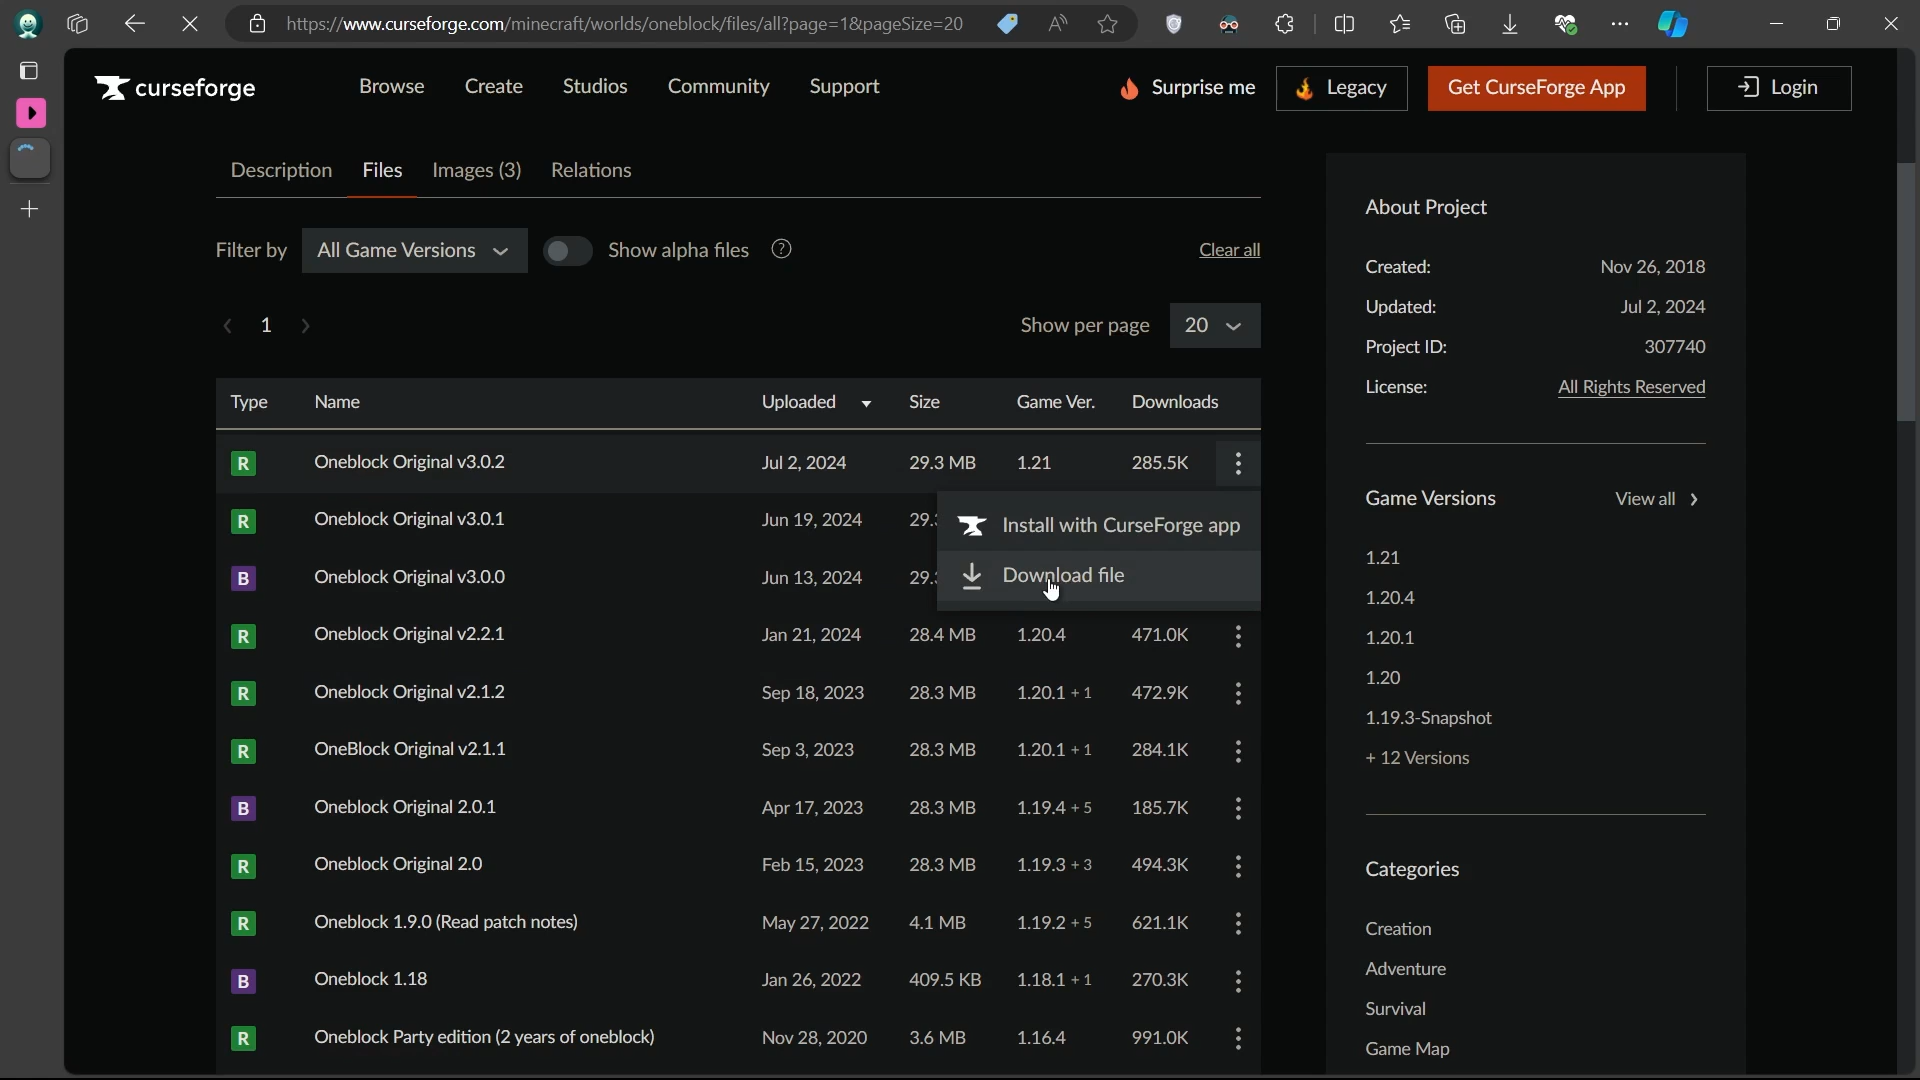 https://www.curseforge.com/minecraft/worlds/oneblock/files/all?page=1&pageSize=20
curseforge
Browse Create Studios Community Support
Surprise me Legacy Get CurseForge App Login
Description Files Images (3) Relations
Filter by All Game Versions Show alpha files ? Clear all
1 Show per page 20
Type Name Uploaded Size Game Ver. Downloads
R Oneblock Original v3.0.2 Jul 2, 2024 29.3 MB 1.21 285.5K
R Oneblock Original v3.0.1 Jun 19, 2024 29.
Install with CurseForge app
B Oneblock Original v3.0.0 Jun 13, 2024 29.
Download file
R Oneblock Original v2.2.1 Jan 21, 2024 28.4 MB 1.20.4 471.0K
R Oneblock Original v2.1.2 Sep 18, 2023 28.3 MB 1.20.1 + 1 472.9K
R OneBlock Original v2.1.1 Sep 3, 2023 28.3 MB 1.20.1 + 1 284.1K
B Oneblock Original 2.0.1 Apr 17, 2023 28.3 MB 1.19.4 + 5 185.7K
R Oneblock Original 2.0 Feb 15, 2023 28.3 MB 1.19.3 + 3 494.3K
R Oneblock 1.9.0 (Read patch notes) May 27, 2022 4.1 MB 1.19.2 + 5 621.1K
B Oneblock 1.18 Jan 26, 2022 409.5 KB 1.18.1 + 1 270.3K
R Oneblock Party edition (2 years of oneblock) Nov 28, 2020 3.6 MB 1.16.4 991.0K
About Project
Created: Nov 26, 2018
Updated: Jul 2, 2024
Project ID: 307740
License: All Rights Reserved
Game Versions View all
1.21
1.20.4
1.20.1
1.20
1.19.3-Snapshot
+ 12 Versions
Categories
Creation
Adventure
Survival
Game Map